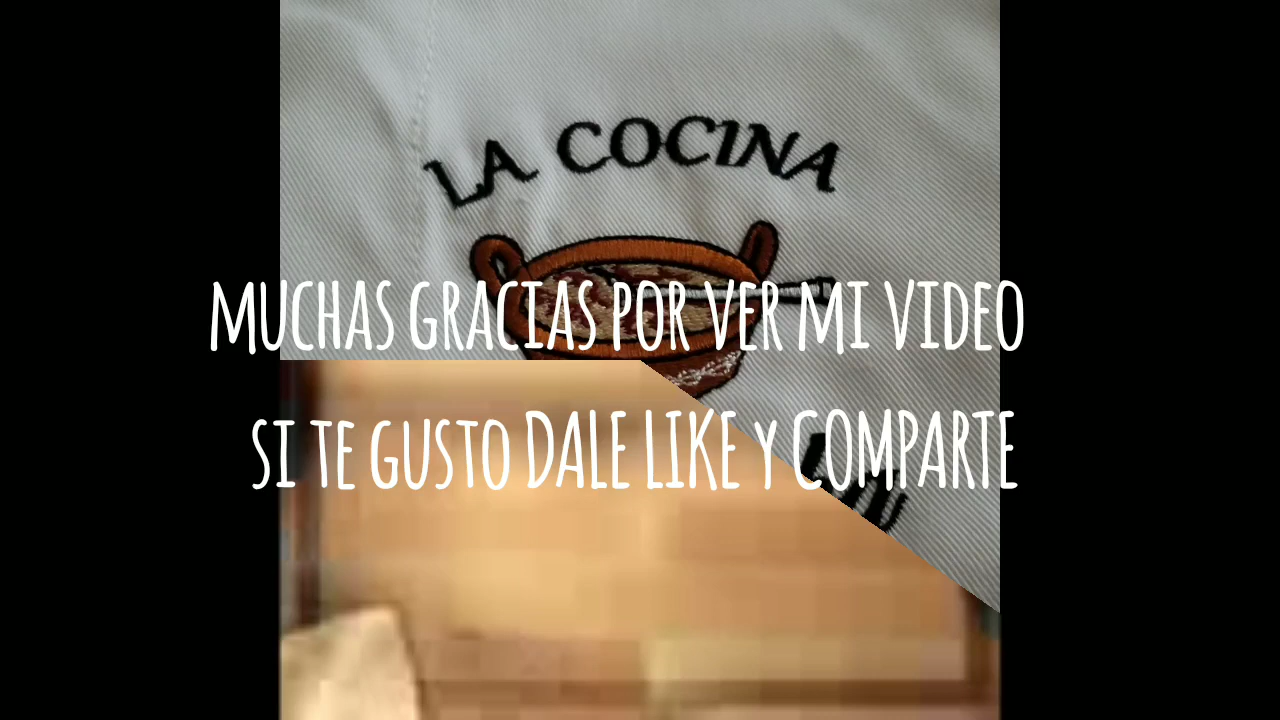 LA COCINA
MUCHAS GRACIAS POR VER MI VIDEO
SI TE GUSTO DALE LIKE Y COMPARTE